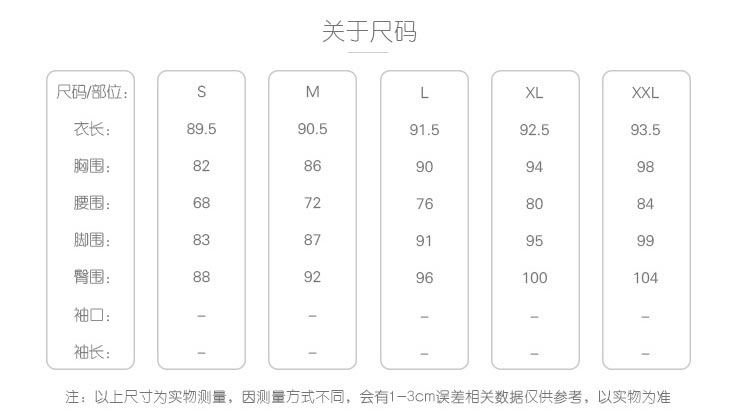 关于尺码
尺码/部位: S M L XL XXL
衣长: 89.5 90.5 91.5 92.5 93.5
胸围: 82 86 90 94 98
腰围: 68 72 76 80 84
脚围: 83 87 91 95 99
臀围: 88 92 96 100 104
袖口: – – – – –
袖长: – – – – –
注：以上尺寸为实物测量，因测量方式不同，会有1-3cm误差相关数据仅供参考，以实物为准